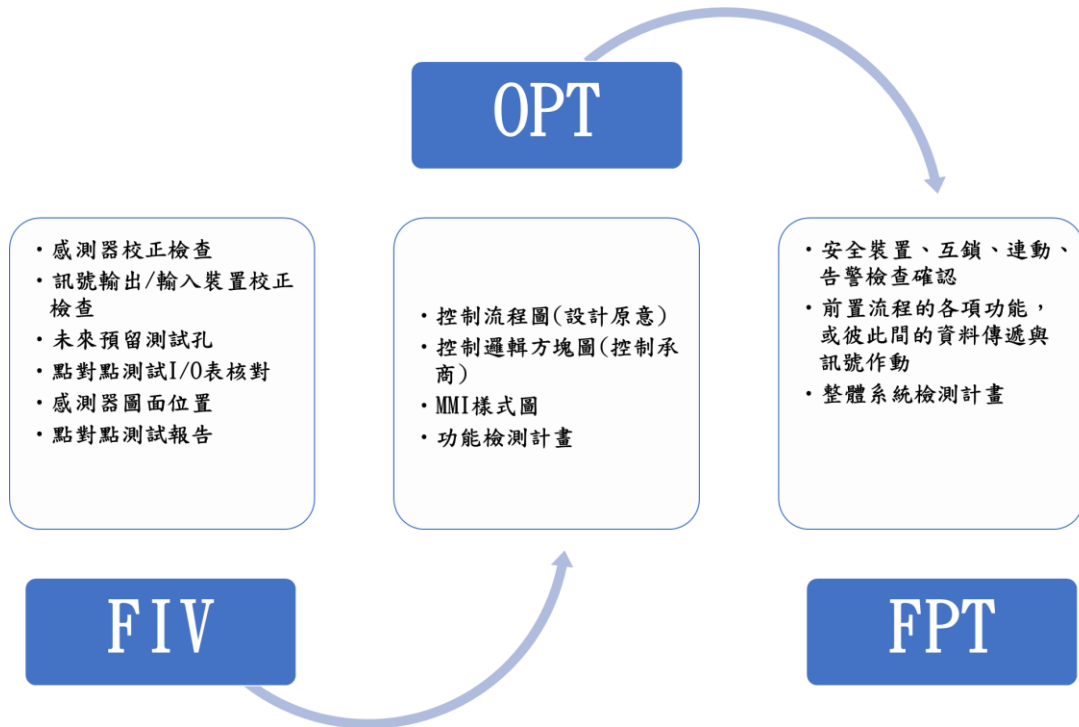 OPT
・感測器校正檢查
・訊號輸出/輸入裝置校正
檢查
・未來預留測試孔
・點對點測試I/O表核對
・感測器圖面位置
・點對點測試報告
・控制流程圖(設計原意)
・控制邏輯方塊圖(控制承
商)
・MMI樣式圖
・功能檢測計畫
・安全裝置、互鎖、連動、
告警檢查確認
・前置流程的各項功能，
或彼此間的資料傳遞與
訊號作動
・整體系統檢測計畫
FIV
FPT